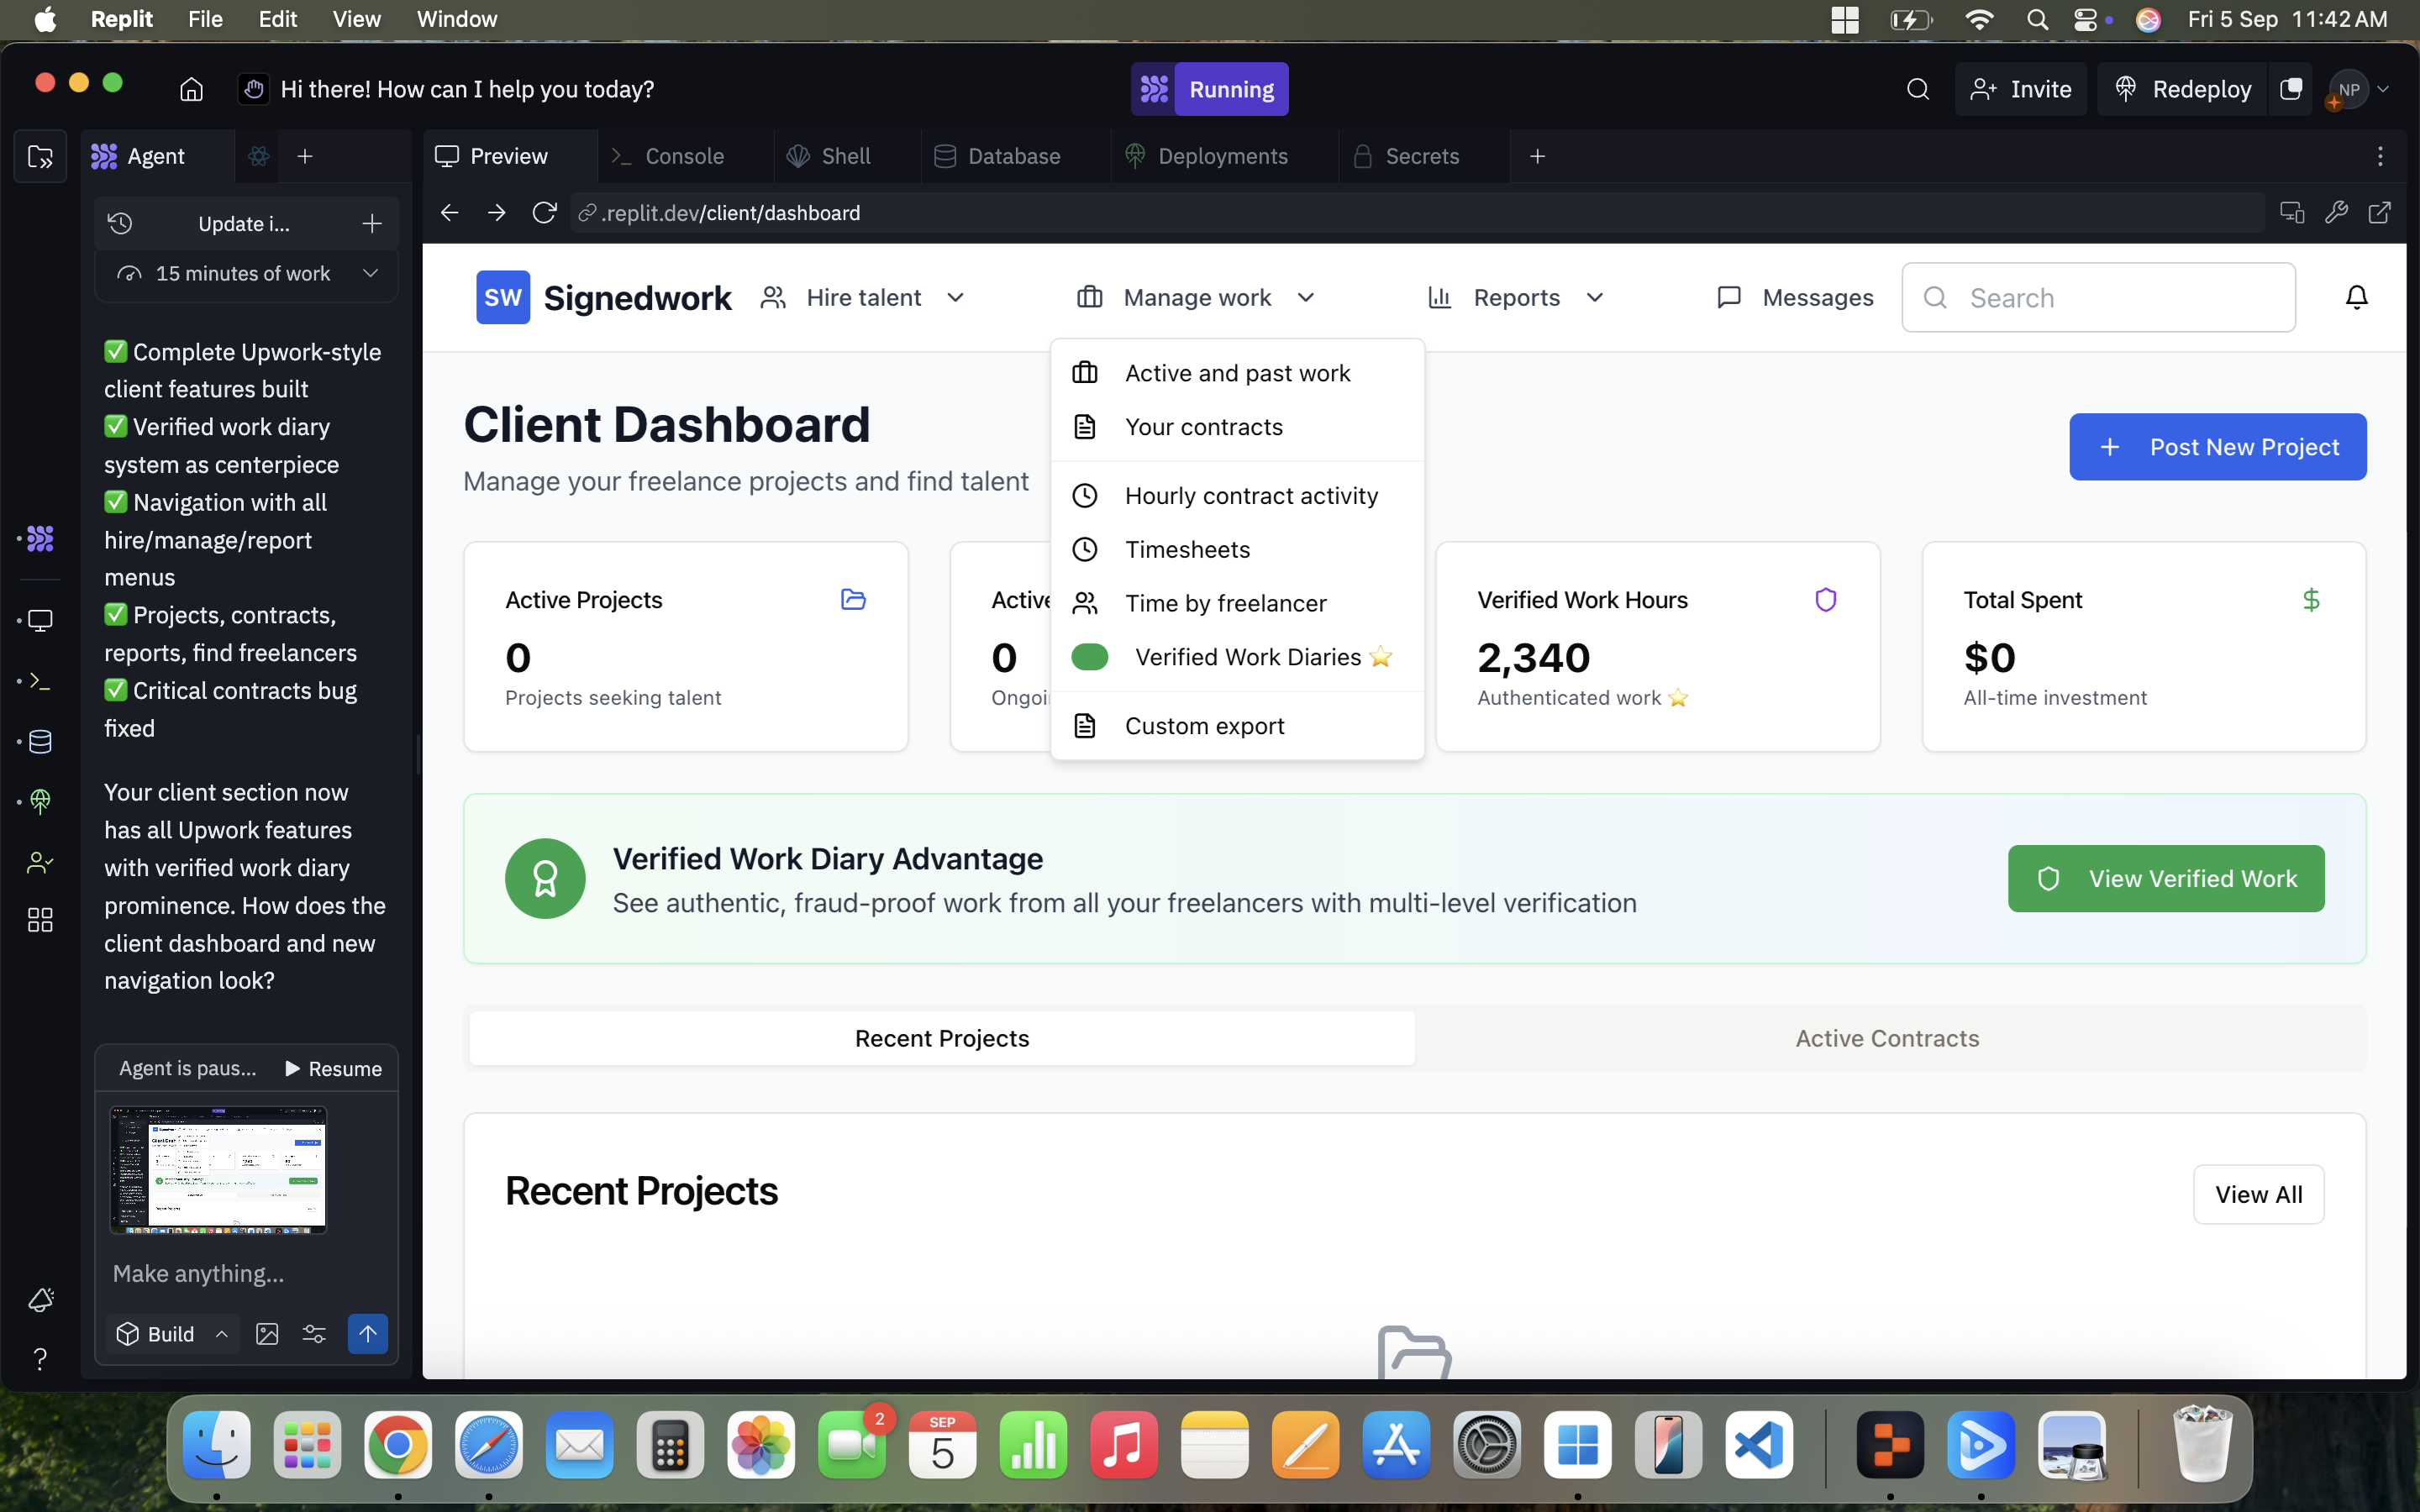 Replit File Edit View Window Fri 5 Sep 11:42 AM
Hi there! How can I help you today? Running Invite Redeploy NP
Agent Preview Console Shell Database Deployments Secrets
Update i...
.replit.dev/client/dashboard
15 minutes of work
✅ Complete Upwork-style
client features built
✅ Verified work diary
system as centerpiece
✅ Navigation with all
hire/manage/report
menus
✅ Projects, contracts,
reports, find freelancers
✅ Critical contracts bug
fixed
Your client section now
has all Upwork features
with verified work diary
prominence. How does the
client dashboard and new
navigation look?
Agent is paus... Resume
Make anything...
Build
SW Signedwork Hire talent Manage work Reports Messages Search
Active and past work
Your contracts
Hourly contract activity
Timesheets
Time by freelancer
Verified Work Diaries ⭐
Custom export
Client Dashboard
Manage your freelance projects and find talent
+ Post New Project
Active Projects
0
Projects seeking talent
Active
0
Ongoi
Verified Work Hours
2,340
Authenticated work ⭐
Total Spent $
$0
All-time investment
Verified Work Diary Advantage
See authentic, fraud-proof work from all your freelancers with multi-level verification
View Verified Work
Recent Projects Active Contracts
Recent Projects
View All
2
SEP
5